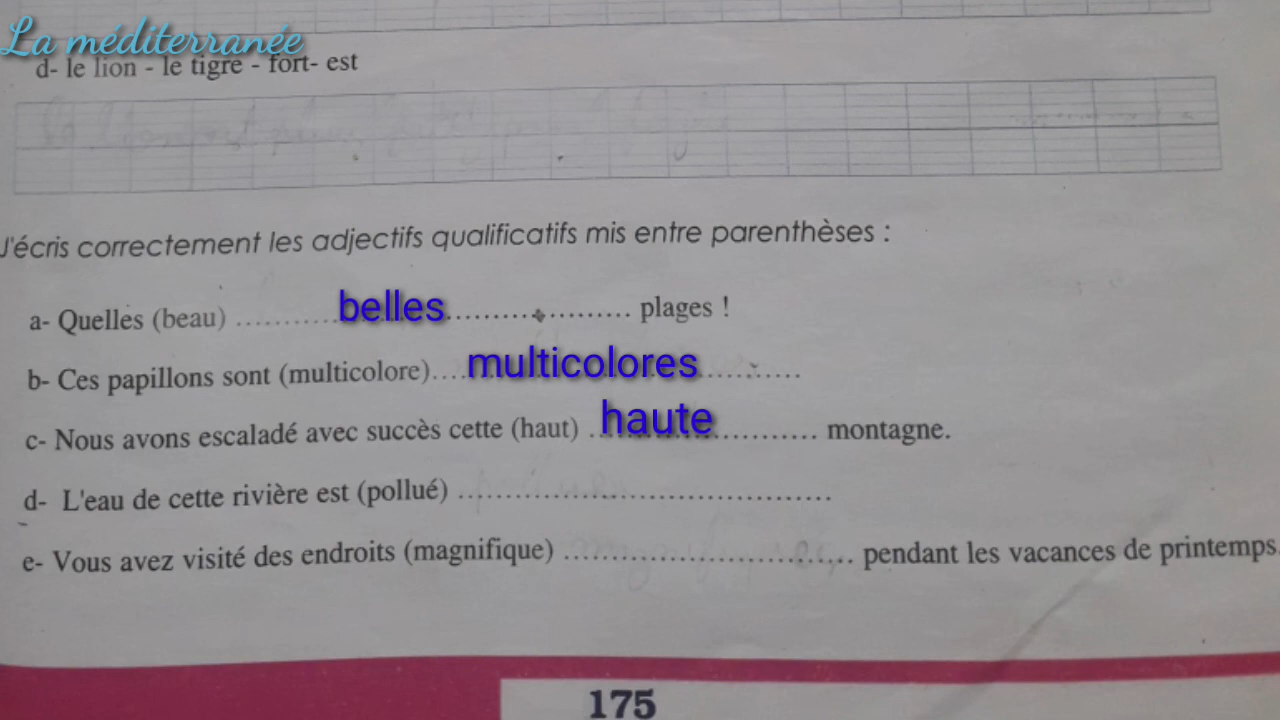 La méditerranée
d- le lion - le tigre - fort- est
J'écris correctement les adjectifs qualificatifs mis entre parenthèses :
a- Quelles (beau) ..........belles.................... plages !
b- Ces papillons sont (multicolore)....multicolores..........
c- Nous avons escaladé avec succès cette (haut) .haute........... montagne.
d- L'eau de cette rivière est (pollué) ........................................
e- Vous avez visité des endroits (magnifique) ................................ pendant les vacances de printemps.
175